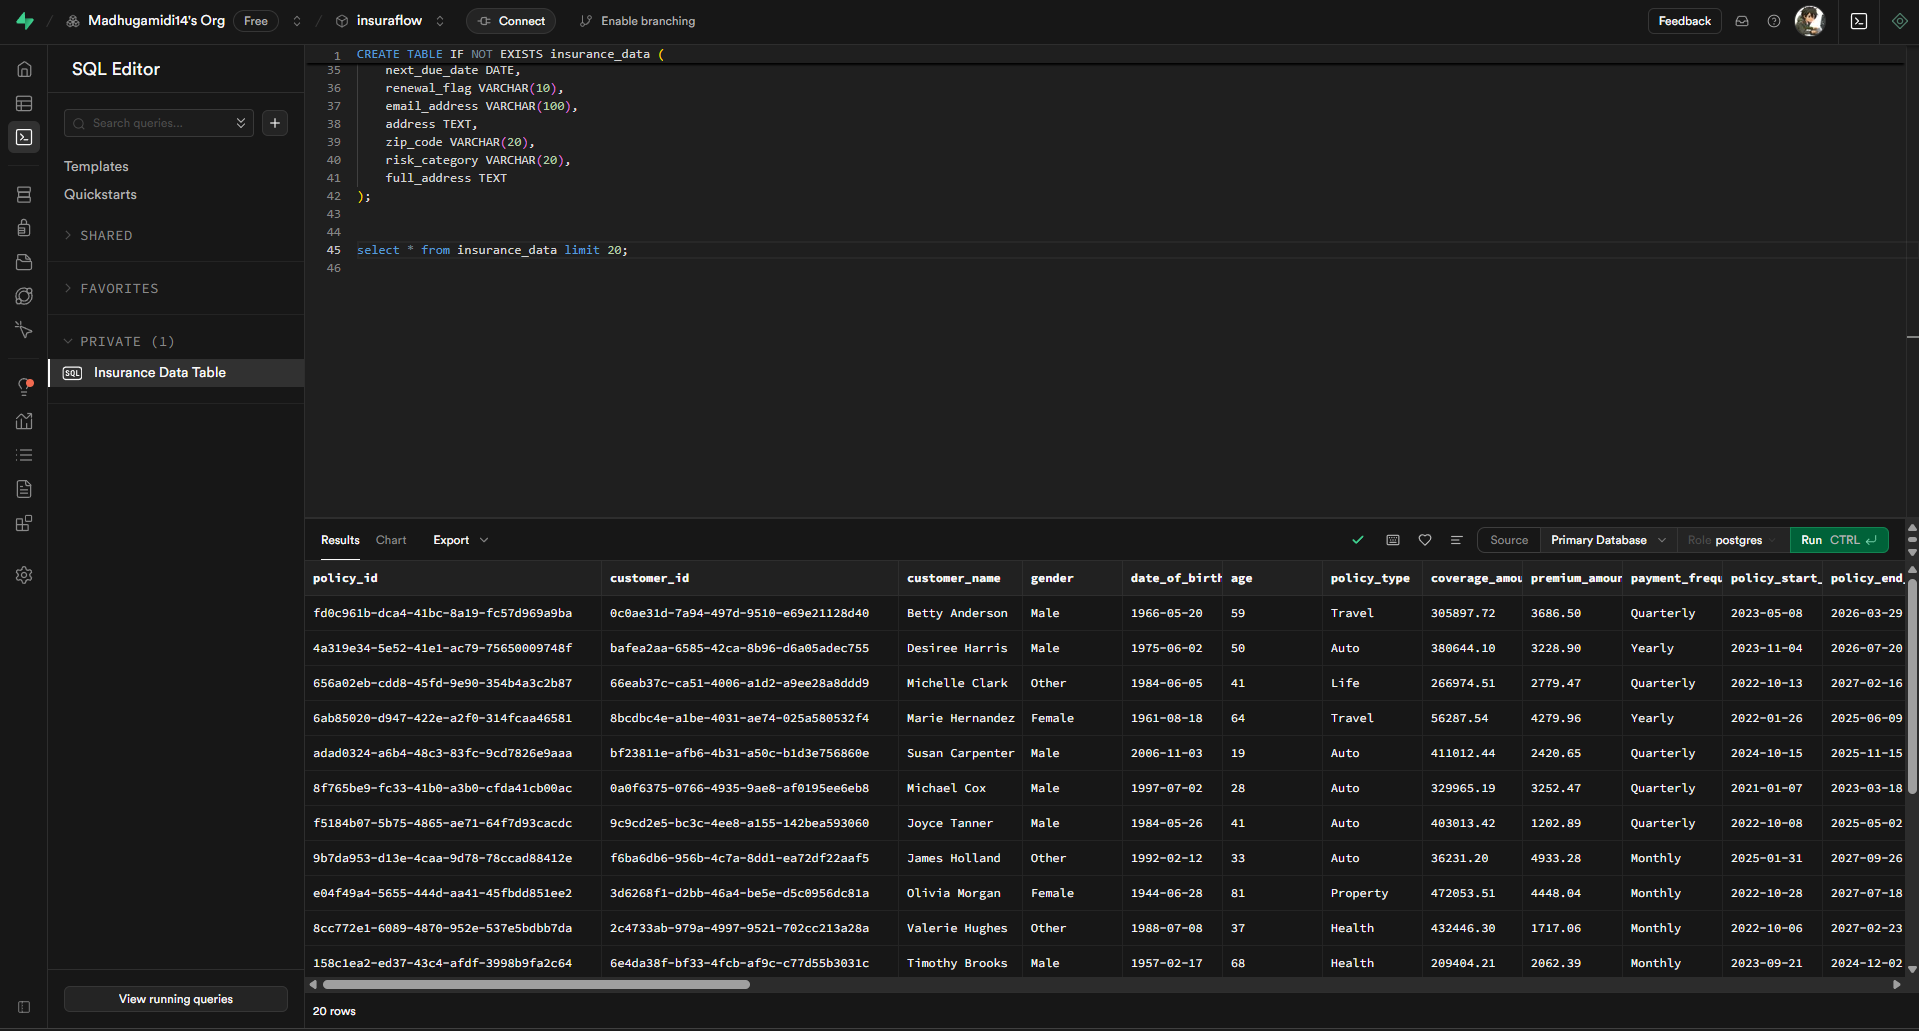 Madhugamidi14's Org Free insuraflow Connect Enable branching Feedback
SQL Editor
Search queries...
Templates
Quickstarts
SHARED
FAVORITES
PRIVATE (1)
SQL Insurance Data Table
View running queries
1 CREATE TABLE IF NOT EXISTS insurance_data (
35 next_due_date DATE,
36 renewal_flag VARCHAR(10),
37 email_address VARCHAR(100),
38 address TEXT,
39 zip_code VARCHAR(20),
40 risk_category VARCHAR(20),
41 full_address TEXT
42 );
43
44
45 select * from insurance_data limit 20;
46
Results Chart Export Source Primary Database Role postgres Run CTRL
policy_id customer_id customer_name gender date_of_birth age policy_type coverage_amou premium_amoun payment_frequ policy_start_ policy_end_
fd0c961b-dca4-41bc-8a19-fc57d969a9ba 0c0ae31d-7a94-497d-9510-e69e21128d40 Betty Anderson Male 1966-05-20 59 Travel 305897.72 3686.50 Quarterly 2023-05-08 2026-03-29
4a319e34-5e52-41e1-ac79-75650009748f bafea2aa-6585-42ca-8b96-d6a05adec755 Desiree Harris Male 1975-06-02 50 Auto 380644.10 3228.90 Yearly 2023-11-04 2026-07-20
656a02eb-cdd8-45fd-9e90-354b4a3c2b87 66eab37c-ca51-4006-a1d2-a9ee28a8ddd9 Michelle Clark Other 1984-06-05 41 Life 266974.51 2779.47 Quarterly 2022-10-13 2027-02-16
6ab85020-d947-422e-a2f0-314fcaa46581 8bcdbc4e-a1be-4031-ae74-025a580532f4 Marie Hernandez Female 1961-08-18 64 Travel 56287.54 4279.96 Yearly 2022-01-26 2025-06-09
adad0324-a6b4-48c3-83fc-9cd7826e9aaa bf23811e-afb6-4b31-a50c-b1d3e756860e Susan Carpenter Male 2006-11-03 19 Auto 411012.44 2420.65 Quarterly 2024-10-15 2025-11-15
8f765be9-fc33-41b0-a3b0-cfda41cb00ac 0a0f6375-0766-4935-9ae8-af0195ee6eb8 Michael Cox Male 1997-07-02 28 Auto 329965.19 3252.47 Quarterly 2021-01-07 2023-03-18
f5184b07-5b75-4865-ae71-64f7d93cacdc 9c9cd2e5-bc3c-4ee8-a155-142bea593060 Joyce Tanner Male 1984-05-26 41 Auto 403013.42 1202.89 Quarterly 2022-10-08 2025-05-02
9b7da953-d13e-4caa-9d78-78ccad88412e f6ba6db6-956b-4c7a-8dd1-ea72df22aaf5 James Holland Other 1992-02-12 33 Auto 36231.20 4933.28 Monthly 2025-01-31 2027-09-26
e04f49a4-5655-444d-aa41-45fbdd851ee2 3d6268f1-d2bb-46a4-be5e-d5c0956dc81a Olivia Morgan Female 1944-06-28 81 Property 472053.51 4448.04 Monthly 2022-10-28 2027-07-18
8cc772e1-6089-4870-952e-537e5bdbb7da 2c4733ab-979a-4997-9521-702cc213a28a Valerie Hughes Other 1988-07-08 37 Health 432446.30 1717.06 Monthly 2022-10-06 2027-02-23
158c1ea2-ed37-43c4-afdf-3998b9fa2c64 6e4da38f-bf33-4fcb-af9c-c77d55b3031c Timothy Brooks Male 1957-02-17 68 Health 209404.21 2062.39 Monthly 2023-09-21 2024-12-02
20 rows